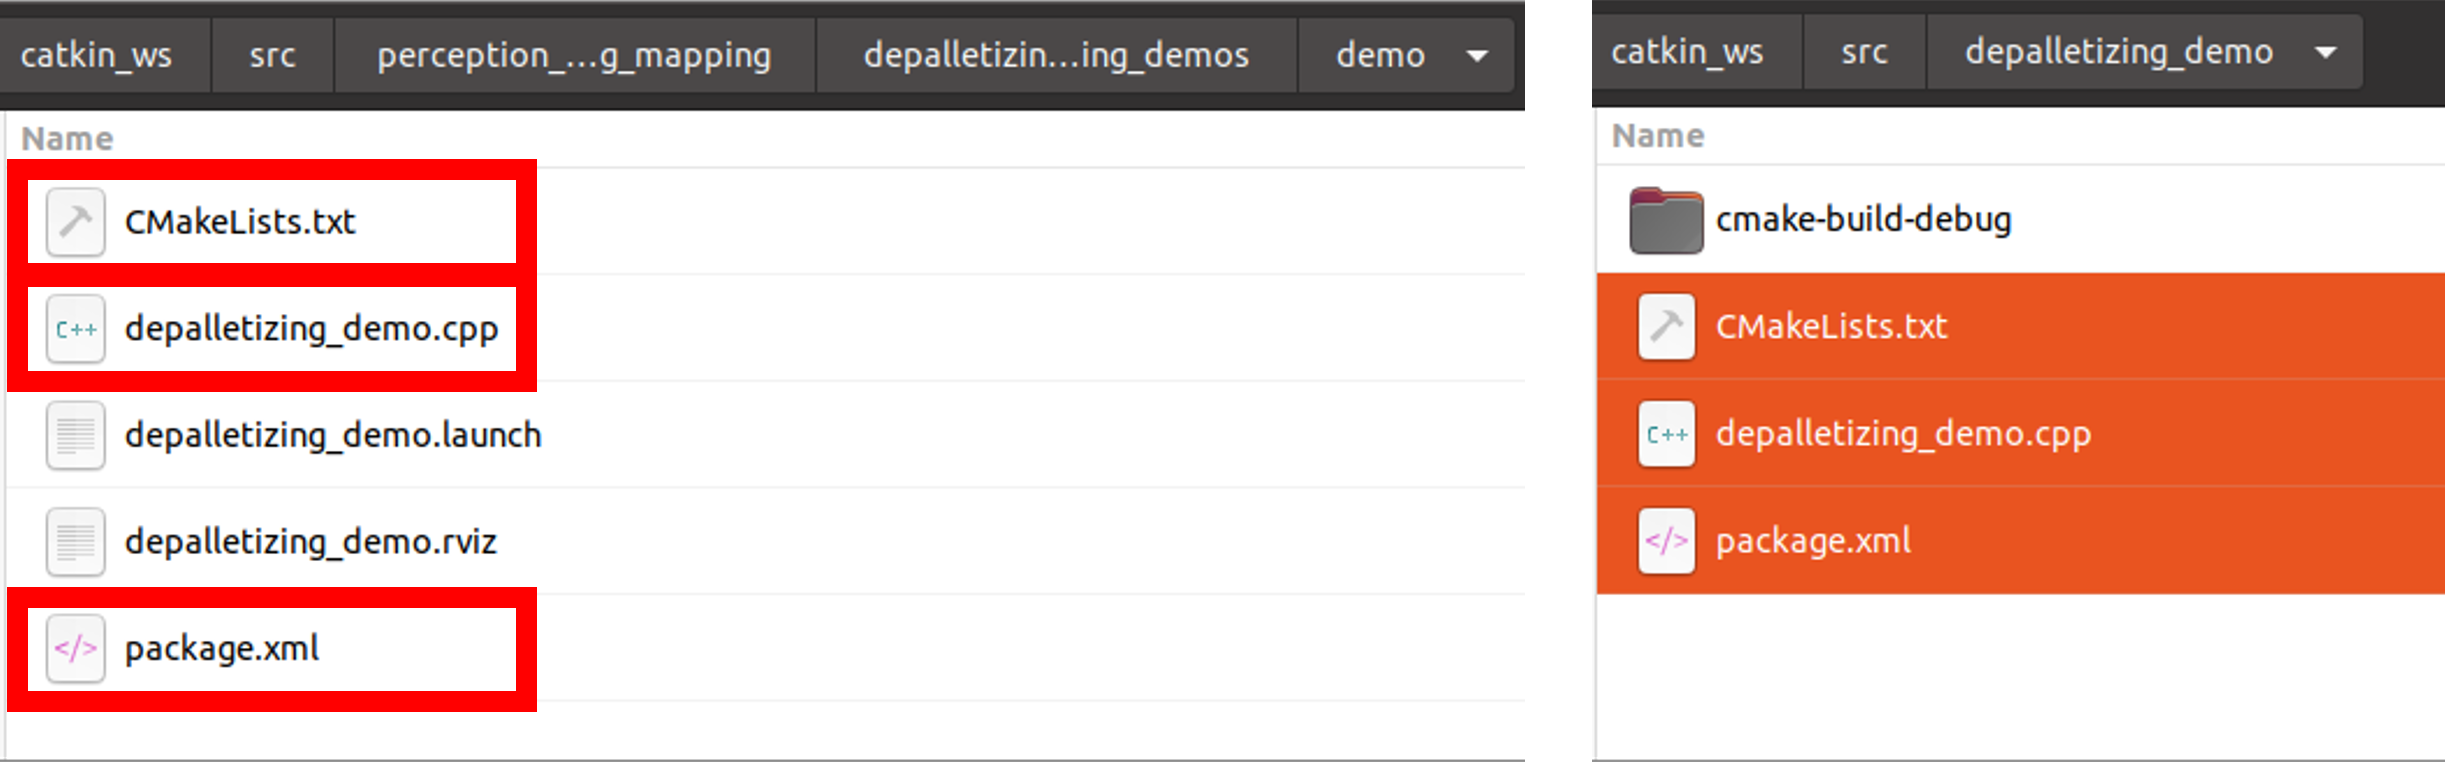 catkin_ws src perception_...g_mapping depalletizin...ing_demos demo
Name
CMakeLists.txt
C++ depalletizing_demo.cpp
depalletizing_demo.launch
depalletizing_demo.rviz
</> package.xml
catkin_ws src depalletizing_demo
Name
cmake-build-debug
CMakeLists.txt
C++ depalletizing_demo.cpp
</> package.xml